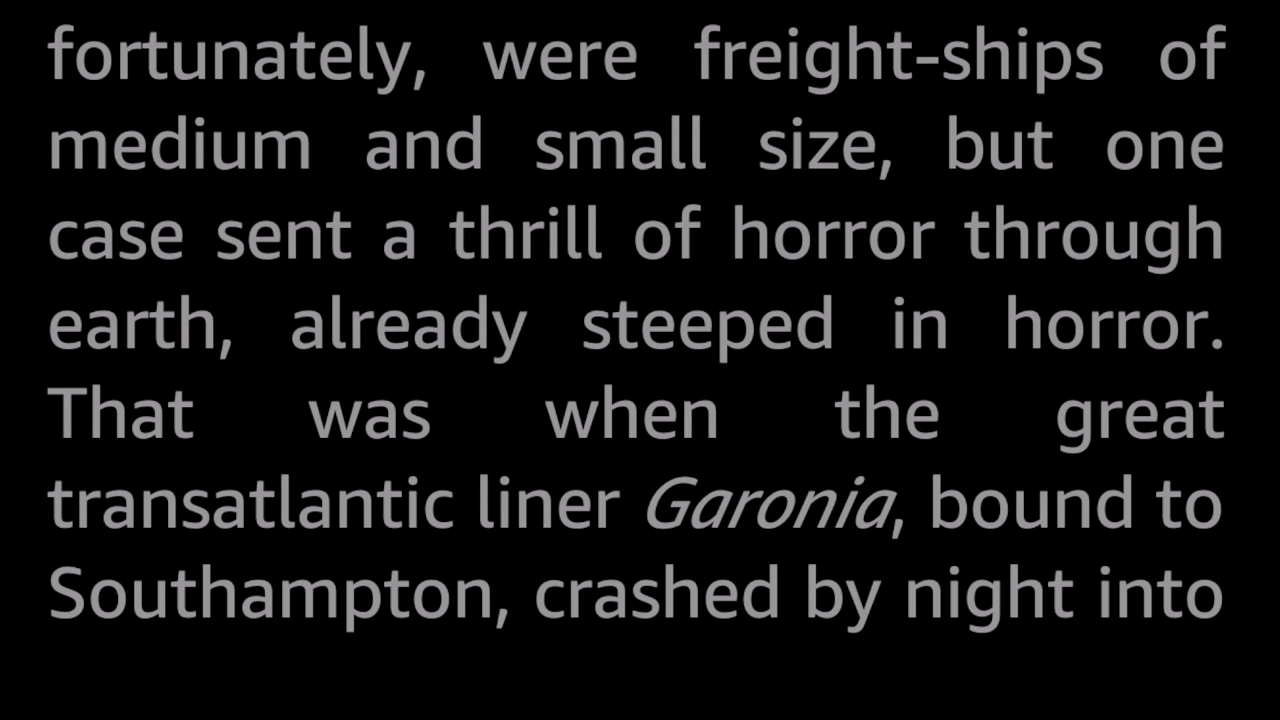 fortunately, were freight-ships of
medium and small size, but one
case sent a thrill of horror through
earth, already steeped in horror.
That was when the great
transatlantic liner Garonia, bound to
Southampton, crashed by night into